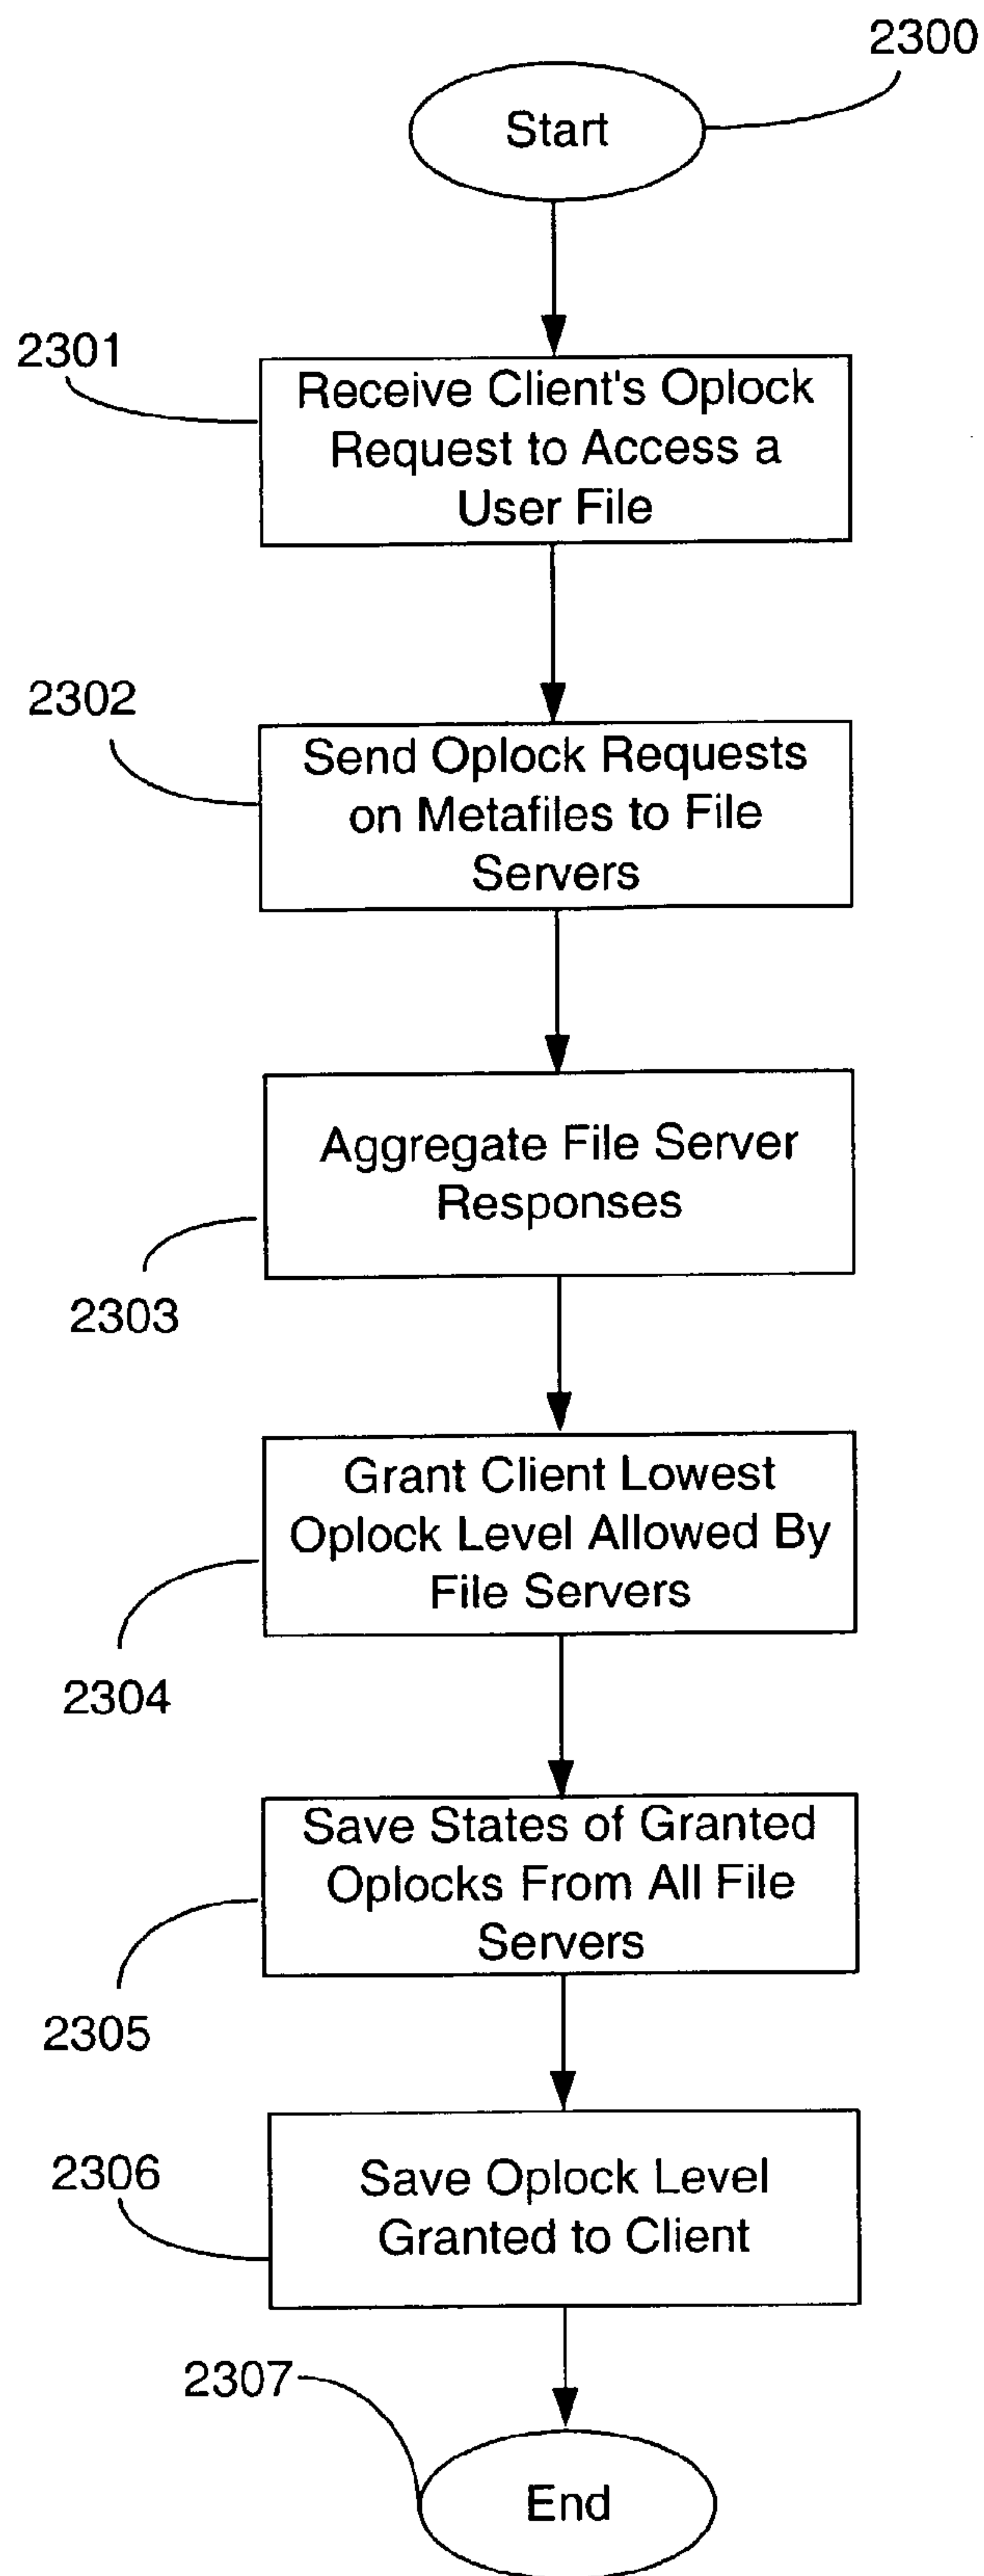 2300
Start
2301
Receive Client's Oplock
Request to Access a
User File
2302
Send Oplock Requests
on Metafiles to File
Servers
Aggregate File Server
Responses
2303
Grant Client Lowest
Oplock Level Allowed By
File Servers
2304
Save States of Granted
Oplocks From All File
Servers
2305
2306
Save Oplock Level
Granted to Client
2307
End